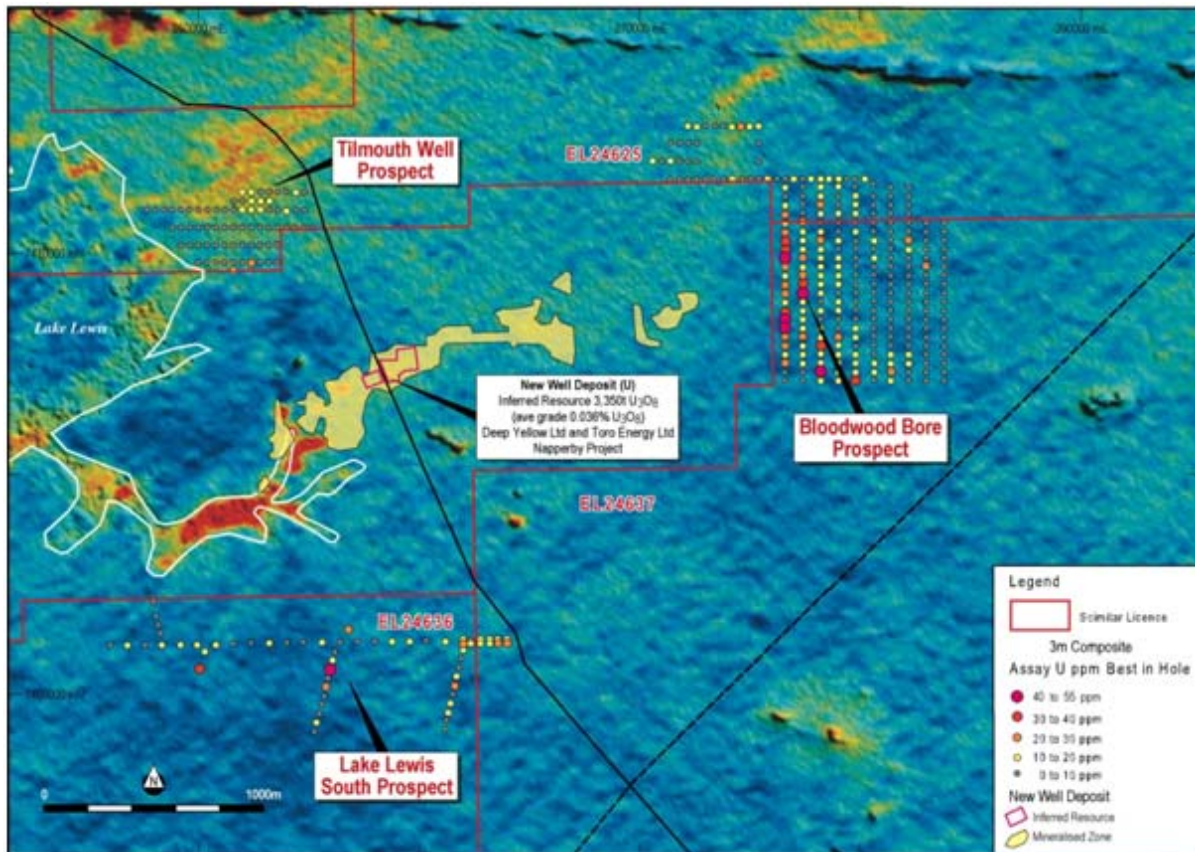 270000 mE
290000 mE
Tilmouth Well
Prospect
EL24625
Lake Lewis
New Well Deposit (U)
Inferred Resource 3,350t U3O8
(ave grade 0.036% U3O8)
Deep Yellow Ltd and Toro Energy Ltd
Napperby Project
Bloodwood Bore
Prospect
EL24637
EL24636
Lake Lewis
South Prospect
N
0 1000m
Legend
Scimitar Licence
3m Composite
Assay U ppm Best in Hole
40 to 55 ppm
30 to 40 ppm
20 to 30 ppm
10 to 20 ppm
0 to 10 ppm
New Well Deposit
Inferred Resource
Mineralised Zone